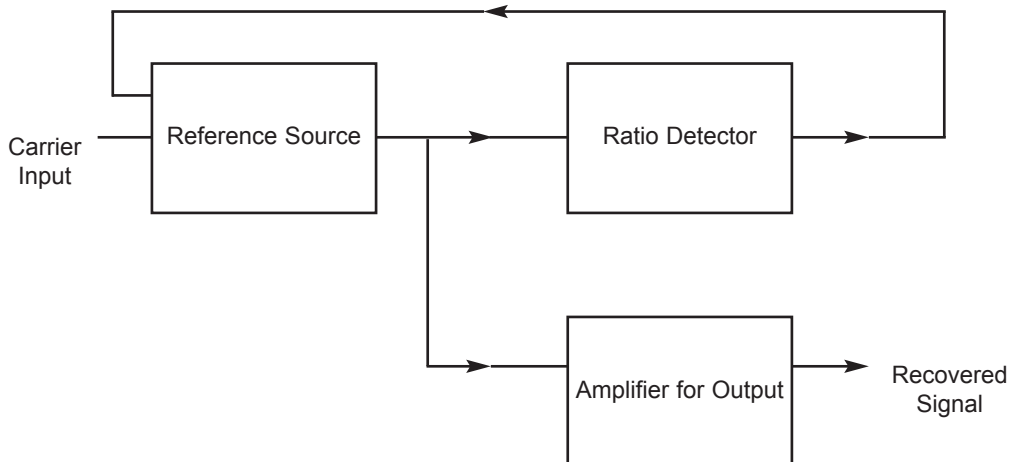 Carrier
Input
Reference Source
Ratio Detector
Amplifier for Output
Recovered
Signal